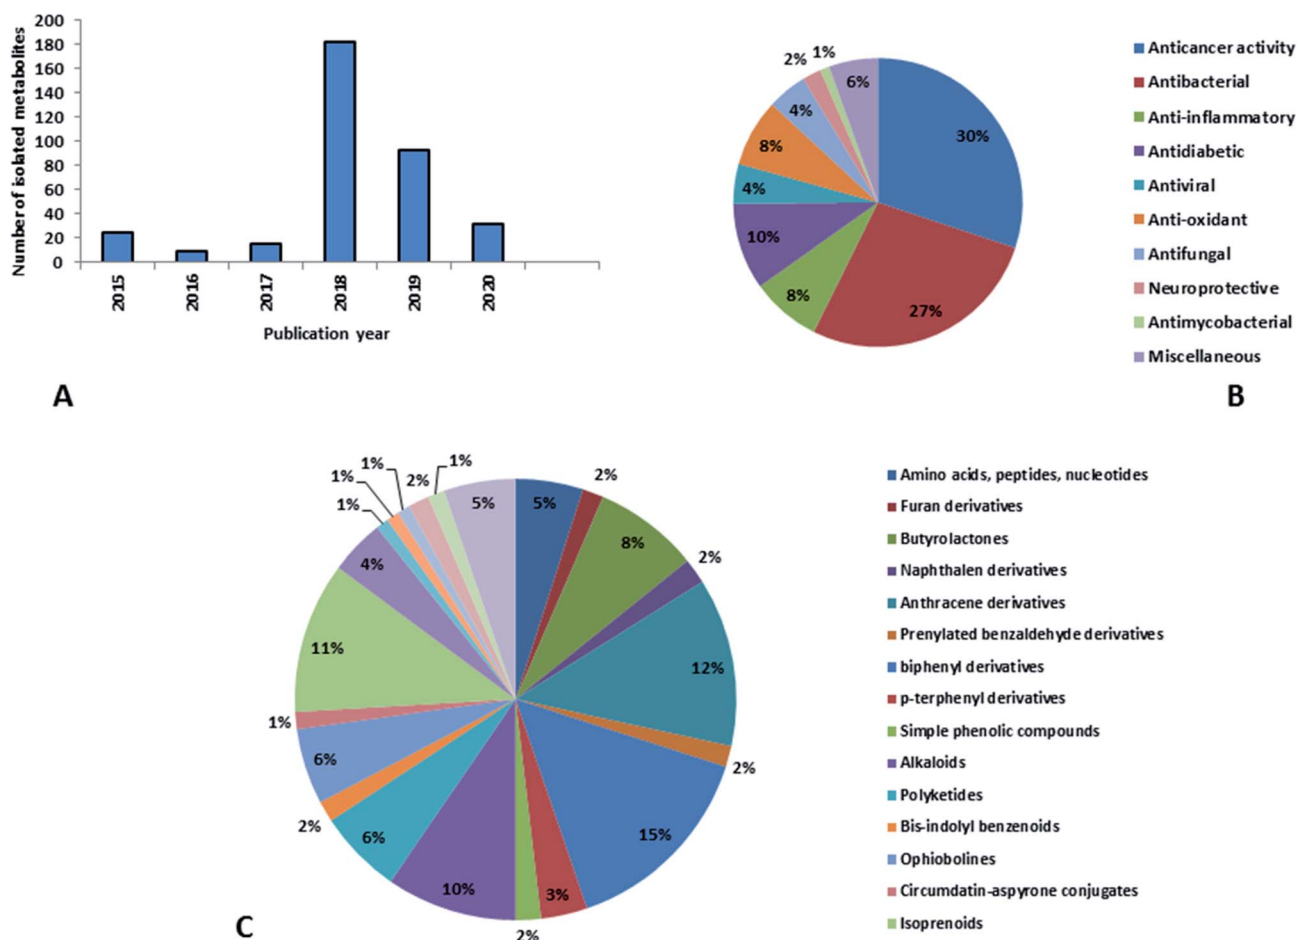 Number of isolated metabolites
200
180
160
140
120
100
80
60
40
20
0
2015
2016
2017
2018
2019
2020
Publication year
A
30%
27%
8%
10%
4%
8%
4%
2%
1%
6%
Anticancer activity
Antibacterial
Anti-inflammatory
Antidiabetic
Antiviral
Anti-oxidant
Antifungal
Neuroprotective
Antimycobacterial
Miscellaneous
B
5%
2%
8%
2%
12%
2%
15%
3%
2%
10%
6%
2%
6%
1%
11%
4%
1%
1%
1%
2%
1%
5%
Amino acids, peptides, nucleotides
Furan derivatives
Butyrolactones
Naphthalen derivatives
Anthracene derivatives
Prenylated benzaldehyde derivatives
biphenyl derivatives
p-terphenyl derivatives
Simple phenolic compounds
Alkaloids
Polyketides
Bis-indolyl benzenoids
Ophiobolines
Circumdatin-aspyrone conjugates
Isoprenoids
C